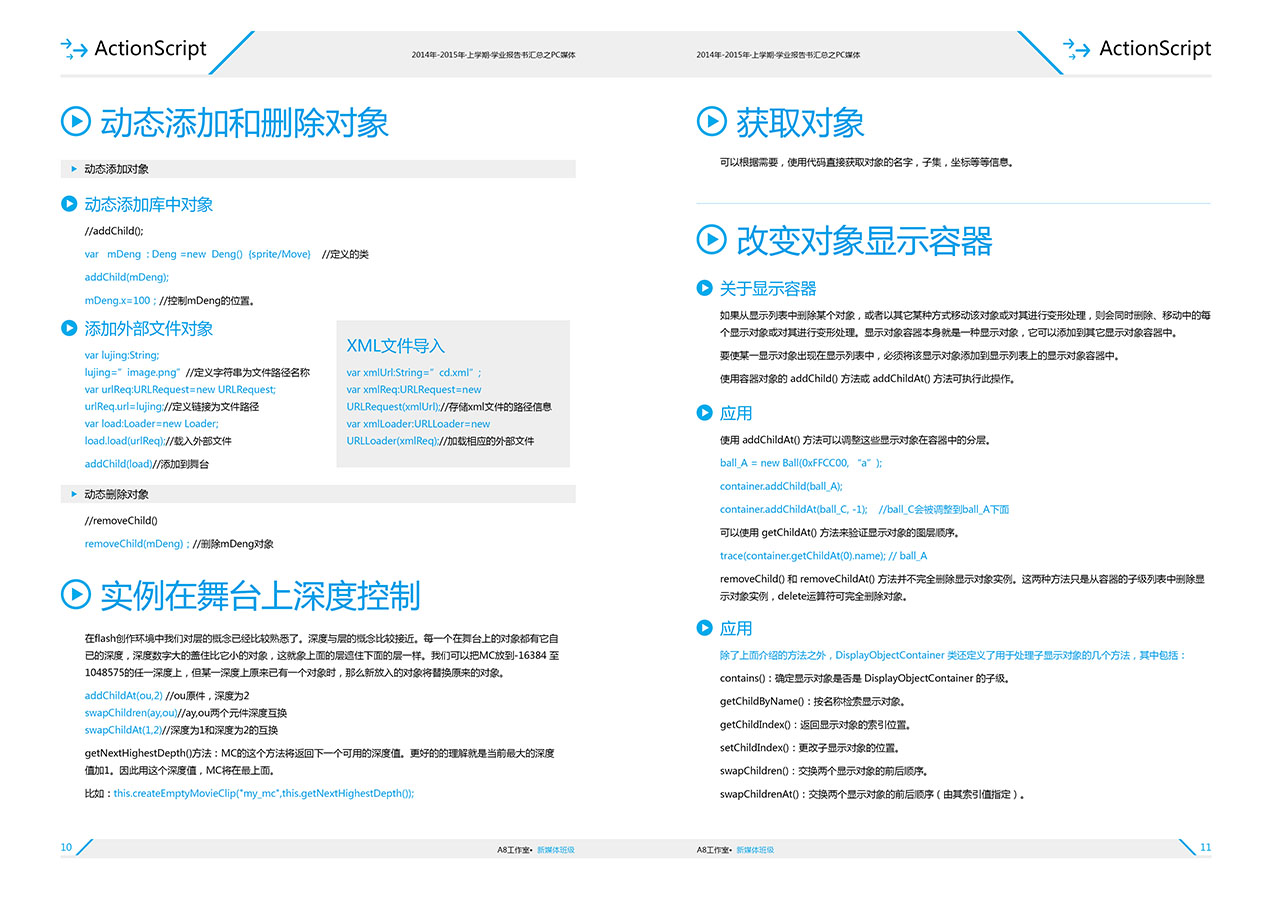 ActionScript
2014年-2015年-上学期-学业报告书汇总之PC媒体
动态添加和删除对象
动态添加对象
动态添加库中对象
//addChild();
var mDeng : Deng =new Deng() {sprite/Move} //定义的类
addChild(mDeng);
mDeng.x=100；//控制mDeng的位置。
添加外部文件对象
var lujing:String;
lujing=”image.png”//定义字符串为文件路径名称
var urlReq:URLRequest=new URLRequest;
urlReq.url=lujing;//定义链接为文件路径
var load:Loader=new Loader;
load.load(urlReq);//载入外部文件
addChild(load)//添加到舞台
XML文件导入
var xmlUrl:String=”cd.xml”;
var xmlReq:URLRequest=new
URLRequest(xmlUrl);//存储xml文件的路径信息
var xmlLoader:URLLoader=new
URLLoader(xmlReq);//加载相应的外部文件
动态删除对象
//removeChild()
removeChild(mDeng)；//删除mDeng对象
实例在舞台上深度控制
在flash创作环境中我们对层的概念已经比较熟悉了。深度与层的概念比较接近。每一个在舞台上的对都有它自
已的深度，深度数字大的盖住比它小的对象，这就象上面的层遮住下面的层一样。我们可以把MC放到-16384 至
1048575的任一深度上，但某一深度上原来已有一个对象时，那么新放入的对象将替换原来的对象。
addChildAt(ou,2) //ou原件，深度为2
swapChildren(ay,ou)//ay,ou两个元件深度互换
swapChildAt(1,2)//深度为1和深度为2的互换
getNextHighestDepth()方法：MC的这个方法将返回下一个可用的深度值。更好的的理解就是当前最大的深度
值加1。因此用这个深度值，MC将在最上面。
比如：this.createEmptyMovieClip("my_mc",this.getNextHighestDepth());
10
A8工作室• 新媒体班级
2014年-2015年-上学期-学业报告书汇总之PC媒体
ActionScript
获取对象
可以根据需要，使用代码直接获取对象的名字，子集，坐标等等信息。
改变对象显示容器
关于显示容器
如果从显示列表中删除某个对象，或者以其它某种方式移动该对象或对其进行变形处理，则会同时删除、移动中的每
个显示对象或对其进行变形处理。显示对象容器本身就是一种显示对象，它可以添加到其它显示对象容器中。
要使某一显示对象出现在显示列表中，必须将该显示对象添加到显示列表上的显示对象容器中。
使用容器对象的 addChild() 方法或 addChildAt() 方法可执行此操作。
应用
使用 addChildAt() 方法可以调整这些显示对象在容器中的分层。
ball_A = new Ball(0xFFCC00, “a”);
container.addChild(ball_A);
container.addChildAt(ball_C, -1); //ball_C会被调整到ball_A下面
可以使用 getChildAt() 方法来验证显示对象的图层顺序。
trace(container.getChildAt(0).name); // ball_A
removeChild() 和 removeChildAt() 方法并不完全删除显示对象实例。这两种方法只是从容器的子级列表中删除显
示对象实例，delete运算符可完全删除对象。
应用
除了上面介绍的方法之外，DisplayObjectContainer 类还定义了用于处理子显示对象的几个方法，其中包括：
contains()：确定显示对象是否是 DisplayObjectContainer 的子级。
getChildByName()：按名称检索显示对象。
getChildIndex()：返回显示对象的索引位置。
setChildIndex()：更改子显示对象的位置。
swapChildren()：交换两个显示对象的前后顺序。
swapChildrenAt()：交换两个显示对象的前后顺序（由其索引值指定）。
A8工作室• 新媒体班级
11